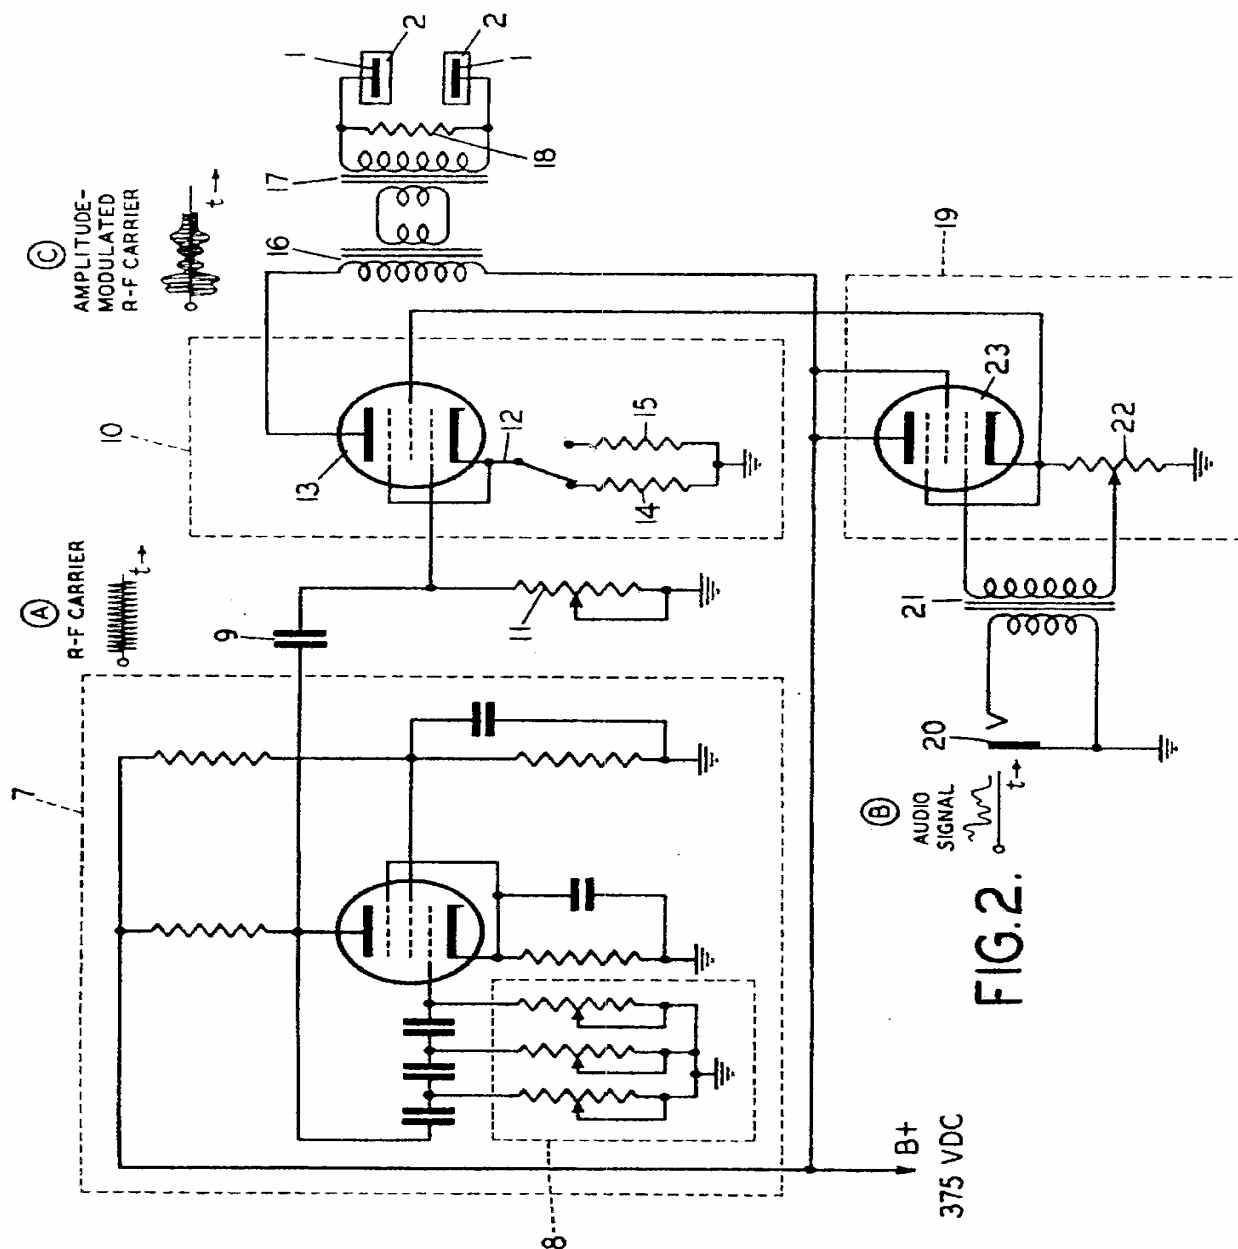 FIG.2.
7
8
B+
375 VDC
A
R-F CARRIER
t→
9
10
11
12
13
14
15
C
AMPLITUDE-
MODULATED
R-F CARRIER
t→
16
17
18
1
2
1
2
B
AUDIO
SIGNAL
t→
19
20
21
22
23